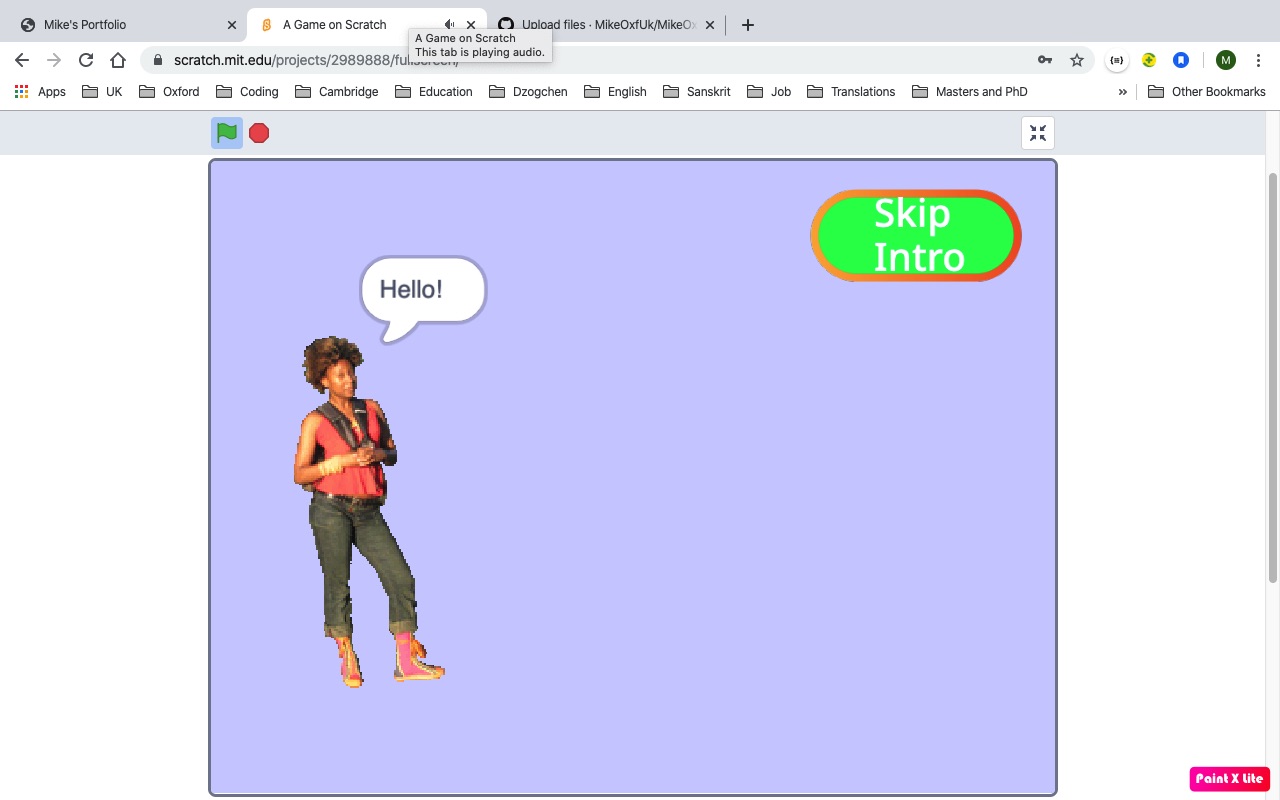 Mike's Portfolio
A Game on Scratch
Upload files · MikeOxfUk/MikeOx
A Game on Scratch
This tab is playing audio.
scratch.mit.edu/projects/2989888/fullscreen/
M
Apps
UK
Oxford
Coding
Cambridge
Education
Dzogchen
English
Sanskrit
Job
Translations
Masters and PhD
»
Other Bookmarks
Skip
Intro
Hello!
Paint X Lite